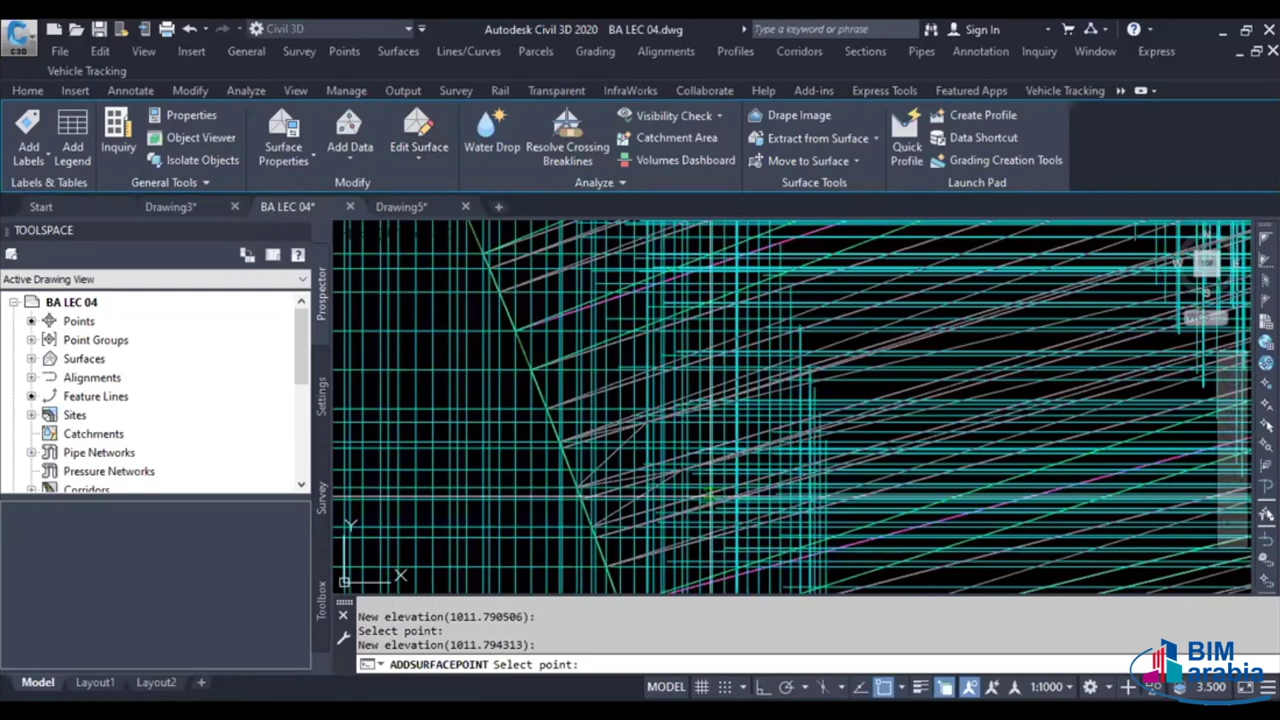 C3D
Civil 3D
Autodesk Civil 3D 2020 BA LEC 04.dwg
Type a keyword or phrase
Sign In
File Edit View Insert General Survey Points Surfaces Lines/Curves Parcels Grading Alignments Profiles Corridors Sections Pipes Annotation Inquiry Window Express
Vehicle Tracking
Home Insert Annotate Modify Analyze View Manage Output Survey Rail Transparent InfraWorks Collaborate Help Add-ins Express Tools Featured Apps Vehicle Tracking
Add Labels
Add Legend
Labels & Tables
Inquiry
Properties
Object Viewer
Isolate Objects
General Tools
Surface Properties
Add Data
Edit Surface
Modify
Water Drop
Resolve Crossing Breaklines
Visibility Check
Catchment Area
Volumes Dashboard
Analyze
Drape Image
Extract from Surface
Move to Surface
Surface Tools
Quick Profile
Create Profile
Data Shortcut
Grading Creation Tools
Launch Pad
Start Drawing3* BA LEC 04* Drawing5*
TOOLSPACE
Active Drawing View
BA LEC 04
Points
Point Groups
Surfaces
Alignments
Feature Lines
Sites
Catchments
Pipe Networks
Pressure Networks
Corridors
Prospector
Settings
Survey
Toolbox
N
W
TOP
E
S
Y
X
New elevation(1011.790506):
Select point:
New elevation(1011.794313):
ADDSURFACEPOINT Select point:
Model Layout1 Layout2
MODEL
1:1000
3.500
BIM
arabia